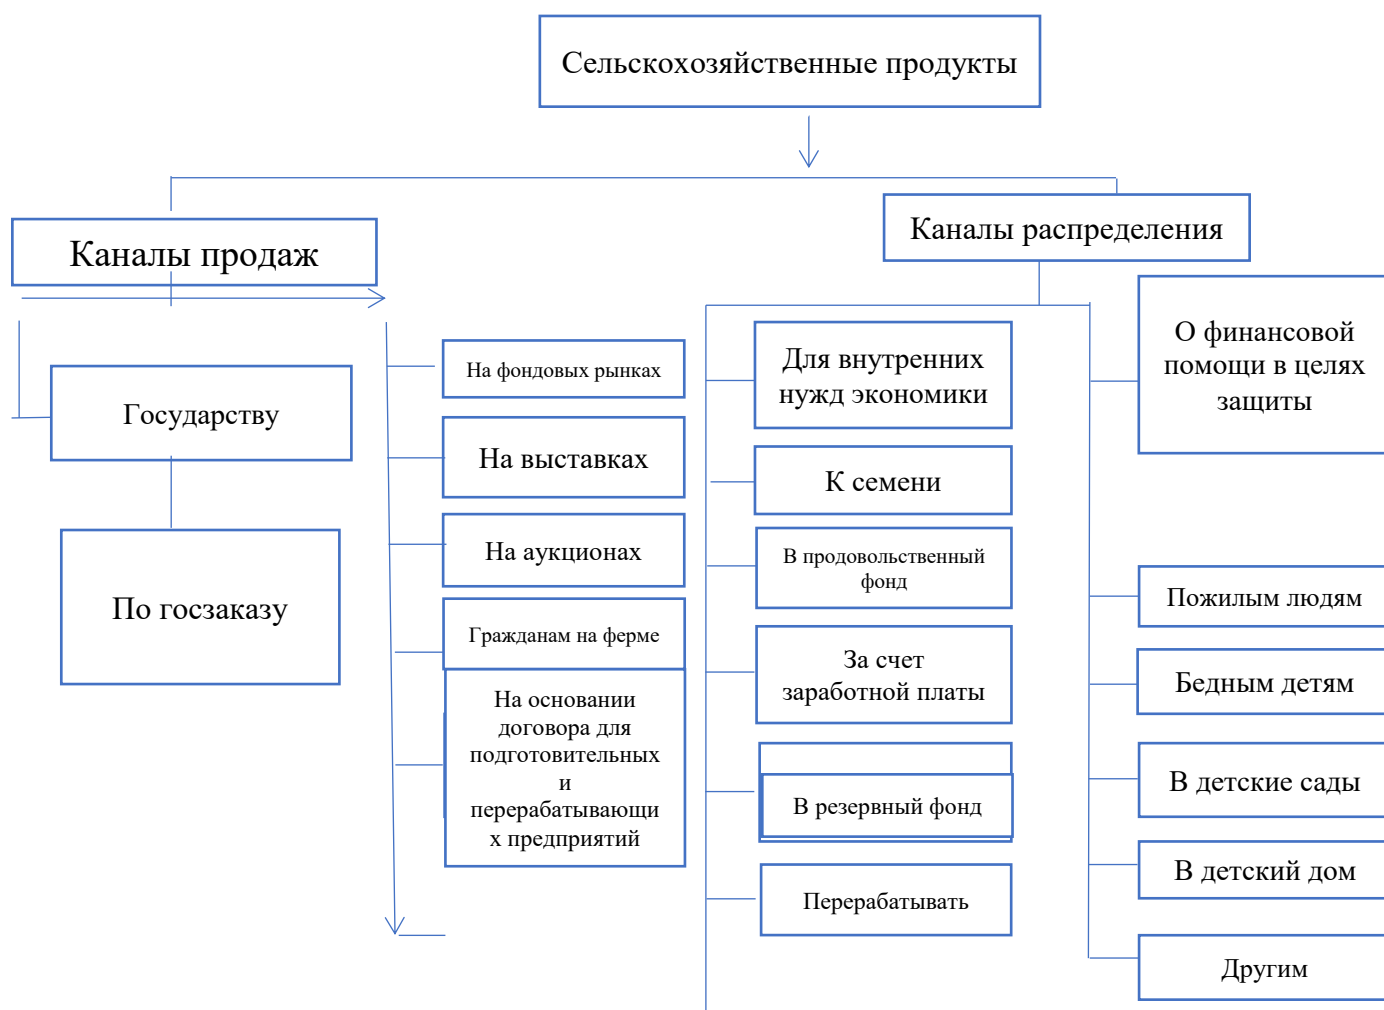 Сельскохозяйственные продукты
Каналы продаж
Государству
По госзаказу
На фондовых рынках
На выставках
На аукционах
Гражданам на ферме
На основании
договора для
подготовительных
и
перерабатывающи
х предприятий
Каналы распределения
Для внутренних
нужд экономики
К семени
В продовольственный
фонд
За счет
заработной платы
В резервный фонд
Перерабатывать
О финансовой
помощи в целях
защиты
Пожилым людям
Бедным детям
В детские сады
В детский дом
Другим